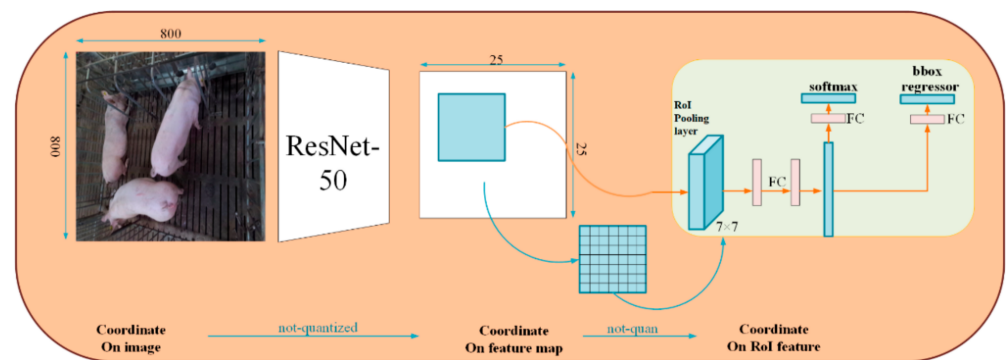 800
800
ResNet-
50
25
25
RoI
Pooling
layer
7×7
FC
softmax
FC
bbox
regressor
FC
Coordinate
On image
not-quantized
Coordinate
On feature map
not-quan
Coordinate
On RoI feature